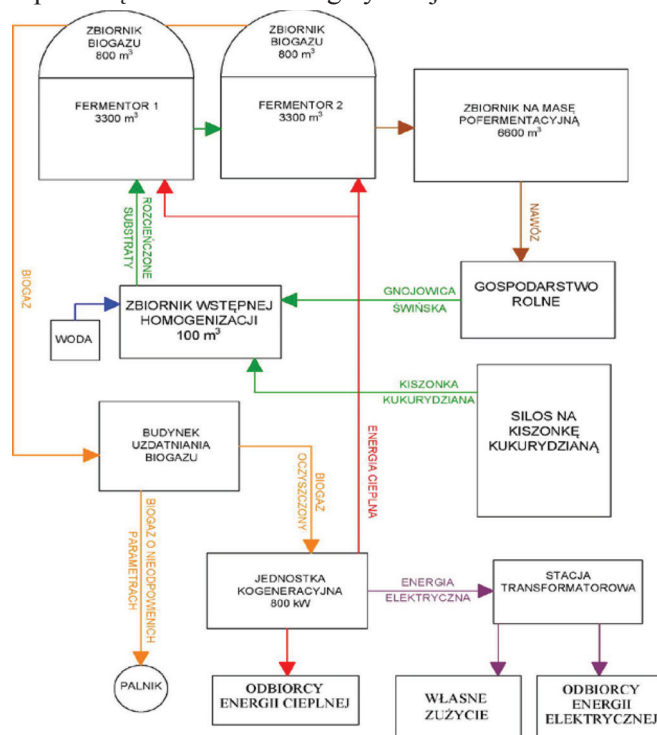 ZBIORNIK
BIOGAZU
800 m³
ZBIORNIK
BIOGAZU
800 m³
FERMENTOR 1
3300 m³
FERMENTOR 2
3300 m³
ZBIORNIK NA MASĘ
POFERMENTACYJNĄ
6600 m³
ROZCIEŃCZONE
SUBSTRATY
NAWÓZ
BIOGAZ
WODA
ZBIORNIK WSTĘPNEJ
HOMOGENIZACJI
100 m³
GNOJOWICA
ŚWIŃSKA
GOSPODARSTWO
ROLNE
KISZONKA
KUKURYDZIANA
SILOS NA
KISZONKĘ
KUKURYDZIANĄ
BUDYNEK
UZDATNIANIA
BIOGAZU
BIOGAZ
OCZYSZCZONY
ENERGIA CIEPLNA
BIOGAZ O NIEODPOWIENICH
PARAMETRACH
JEDNOSTKA
KOGENERACYJNA
800 kW
ENERGIA
ELEKTRYCZNA
STACJA
TRANSFORMATOROWA
PALNIK
ODBIORCY
ENERGII CIEPLNEJ
WŁASNE
ZUŻYCIE
ODBIORCY
ENERGII
ELEKTRYCZNEJ